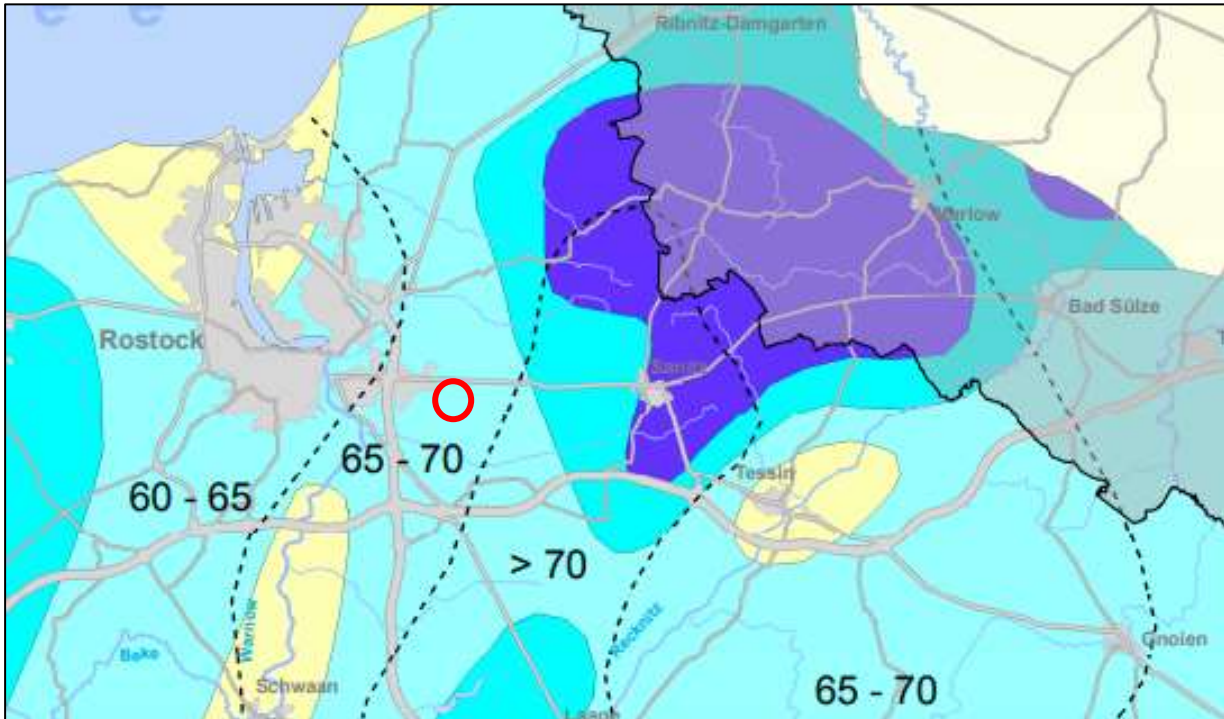 e e
Ribnitz-Damgarten
Marlow
Bad Sülze
T
Rostock
Sanitz
65 - 70
60 - 65
Tessin
> 70
Warnow
Recknitz
Beke
Gnoien
Schwaan
65 - 70
Laage